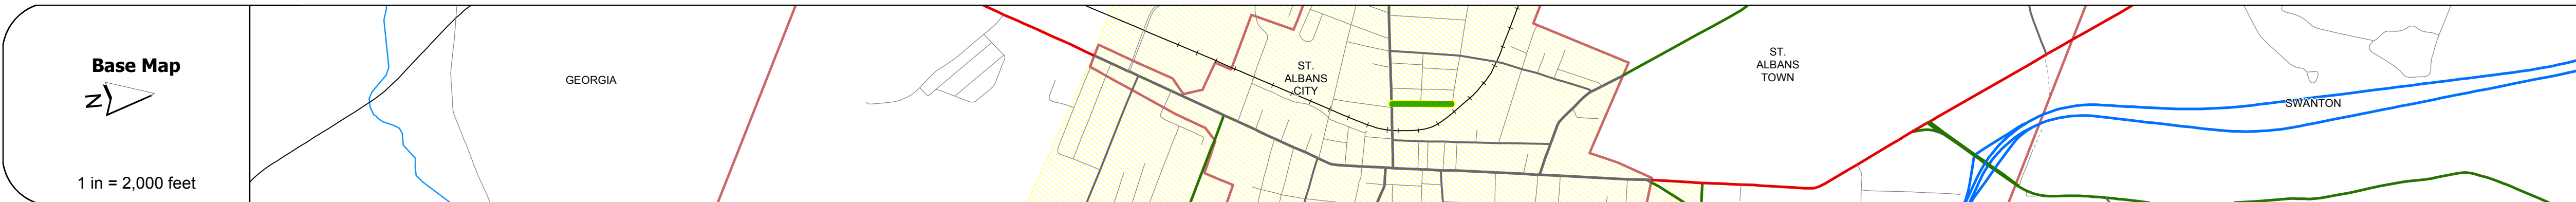 Base Map
N
1 in = 2,000 feet
GEORGIA
ST.
ALBANS
CITY
ST.
ALBANS
TOWN
SWANTON